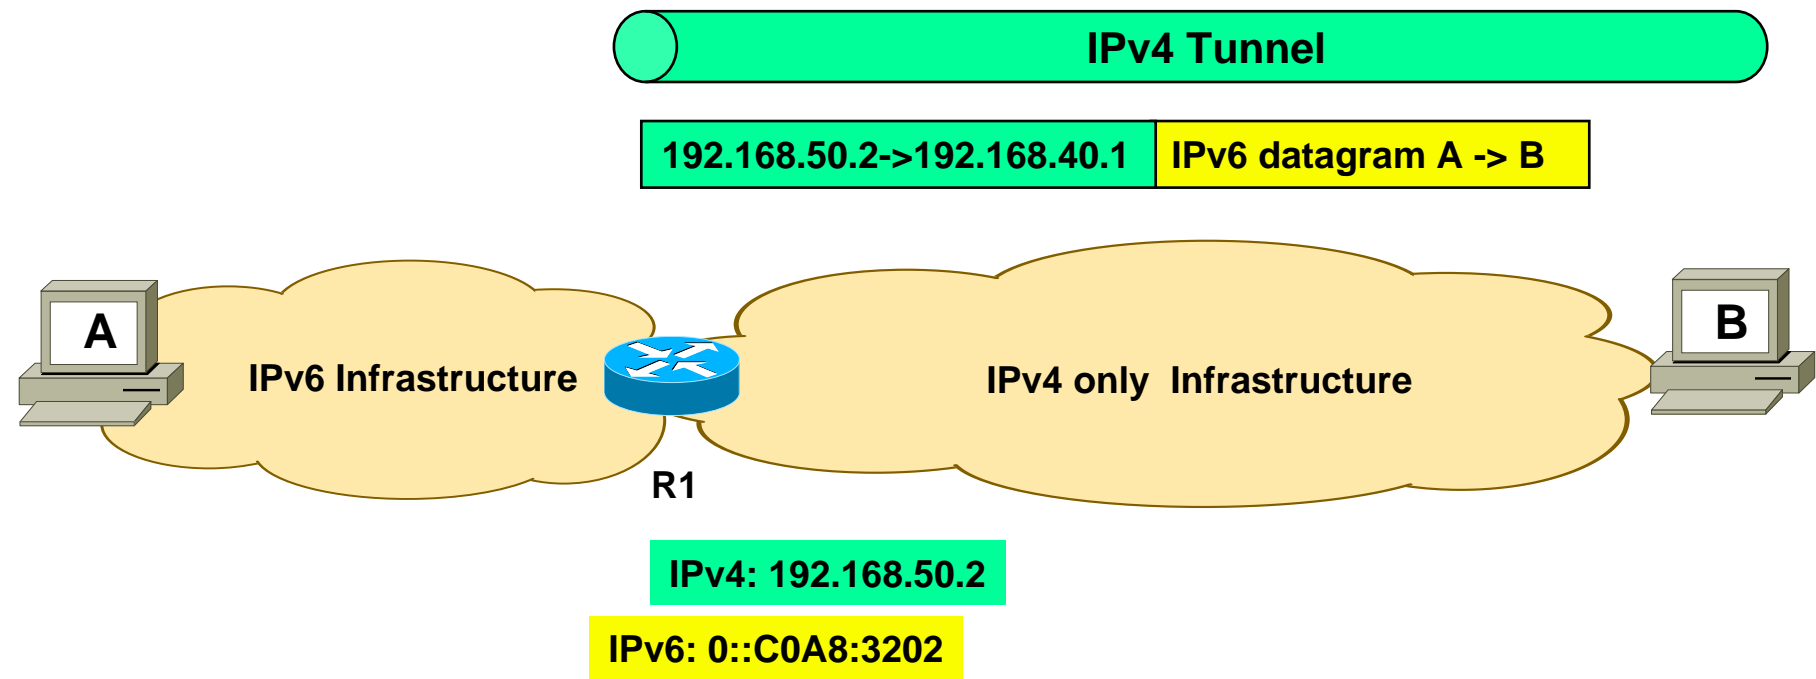 IPv4 Tunnel
192.168.50.2->192.168.40.1 IPv6 datagram A -> B
A
B
IPv6 Infrastructure
IPv4 only Infrastructure
R1
IPv4: 192.168.50.2
IPv6: 0::C0A8:3202